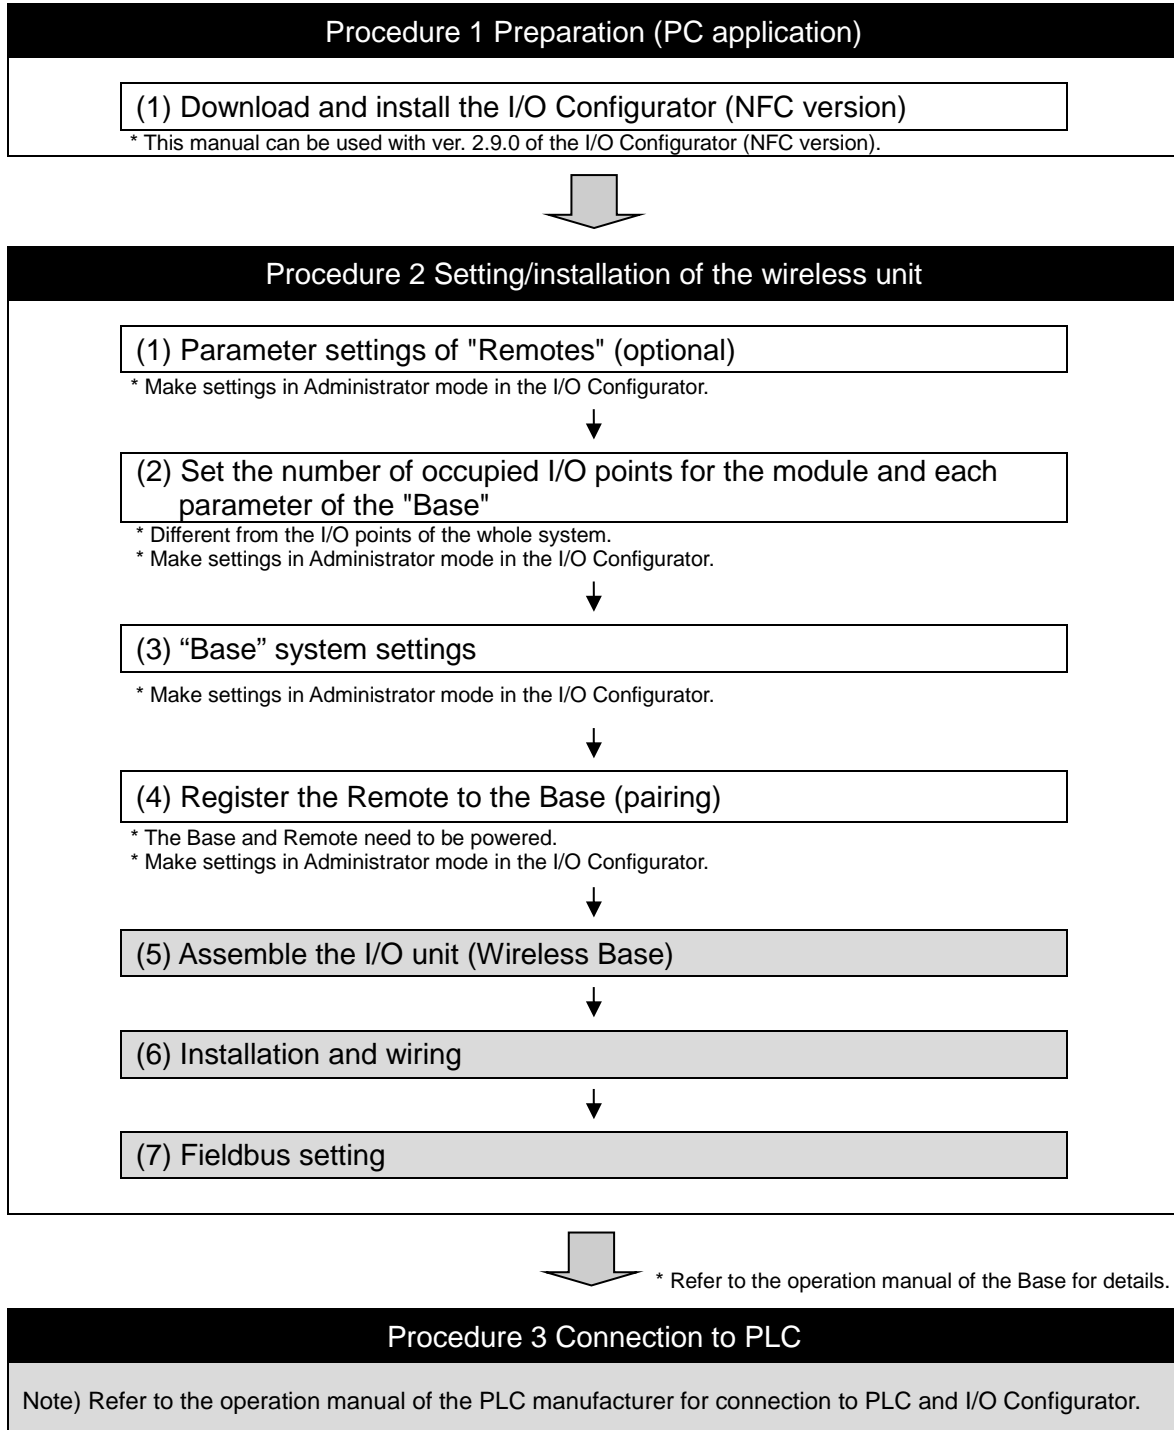 Procedure 1 Preparation (PC application)
(1) Download and install the I/O Configurator (NFC version)
* This manual can be used with ver. 2.9.0 of the I/O Configurator (NFC version).
Procedure 2 Setting/installation of the wireless unit
(1) Parameter settings of "Remotes" (optional)
* Make settings in Administrator mode in the I/O Configurator.
(2) Set the number of occupied I/O points for the module and each
parameter of the "Base"
* Different from the I/O points of the whole system.
* Make settings in Administrator mode in the I/O Configurator.
(3) “Base” system settings
* Make settings in Administrator mode in the I/O Configurator.
(4) Register the Remote to the Base (pairing)
* The Base and Remote need to be powered.
* Make settings in Administrator mode in the I/O Configurator.
(5) Assemble the I/O unit (Wireless Base)
(6) Installation and wiring
(7) Fieldbus setting
* Refer to the operation manual of the Base for details.
Procedure 3 Connection to PLC
Note) Refer to the operation manual of the PLC manufacturer for connection to PLC and I/O Configurator.